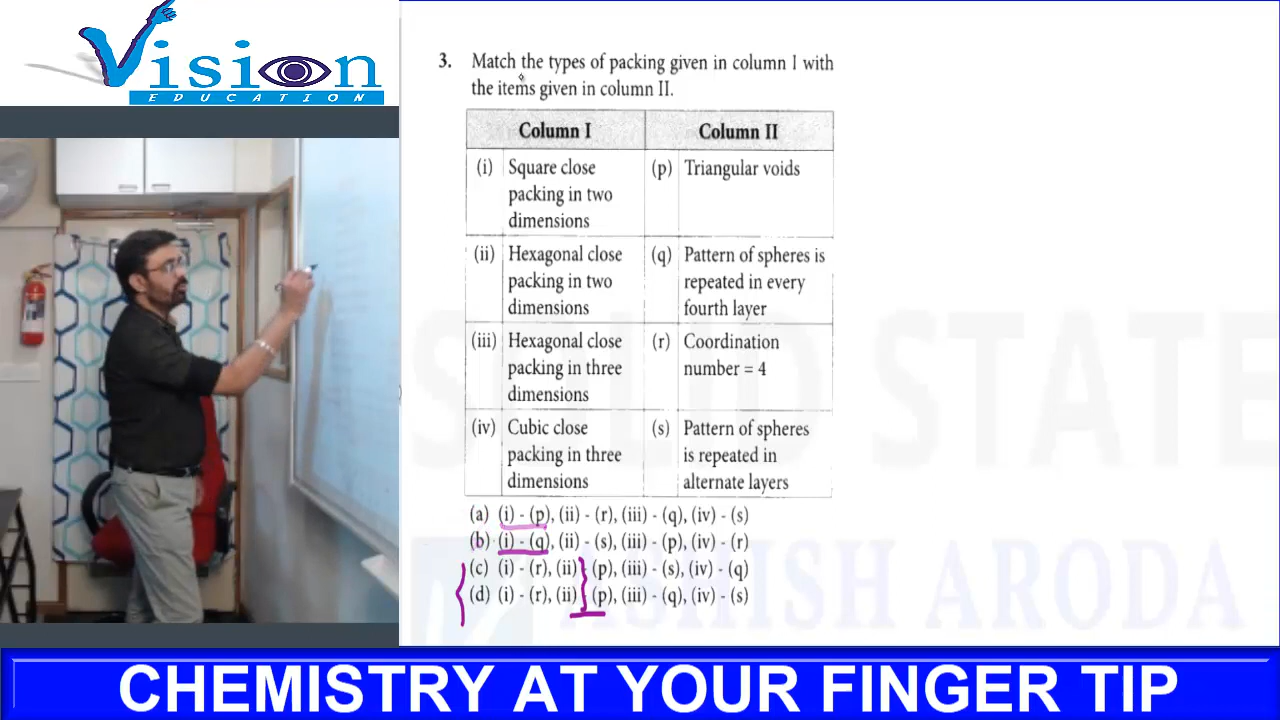 Vision
EDUCATION
3. Match the types of packing given in column I with
the items given in column II.
Column I Column II
(i) Square close (p) Triangular voids
packing in two
dimensions
(ii) Hexagonal close (q) Pattern of spheres is
packing in two repeated in every
dimensions fourth layer
(iii) Hexagonal close (r) Coordination
packing in three number = 4
dimensions
(iv) Cubic close (s) Pattern of spheres
packing in three is repeated in
dimensions alternate layers
(a) (i) - (p), (ii) - (r), (iii) - (q), (iv) - (s)
(b) (i) - (q), (ii) - (s), (iii) - (p), (iv) - (r)
(c) (i) - (r), (ii) (p), (iii) - (s), (iv) - (q)
(d) (i) - (r), (ii) (p), (iii) - (q), (iv) - (s)
SOLID STATE
ASHISH ARODA
CHEMISTRY AT YOUR FINGER TIP